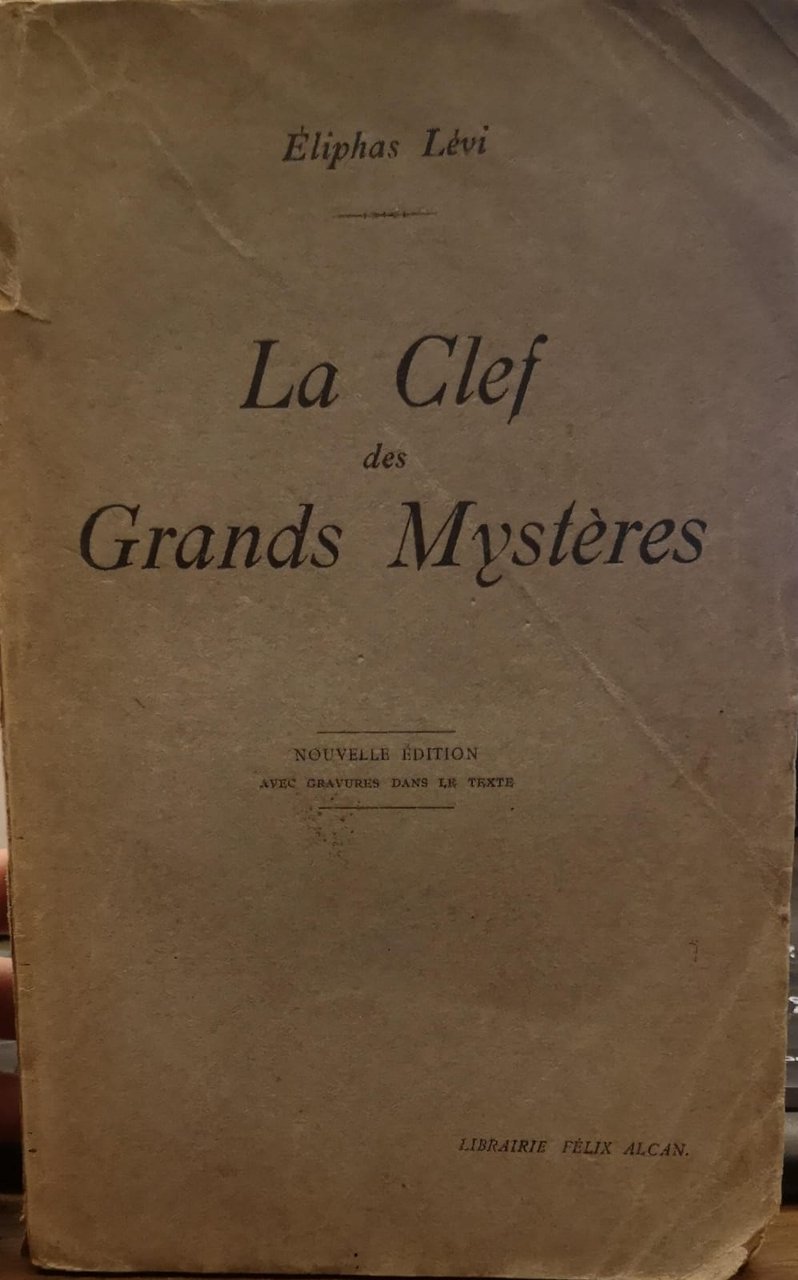 Éliphas Lévi
La Clef
des
Grands Mystères
NOUVELLE ÉDITION
AVEC GRAVURES DANS LE TEXTE
LIBRAIRIE FÉLIX ALCAN.